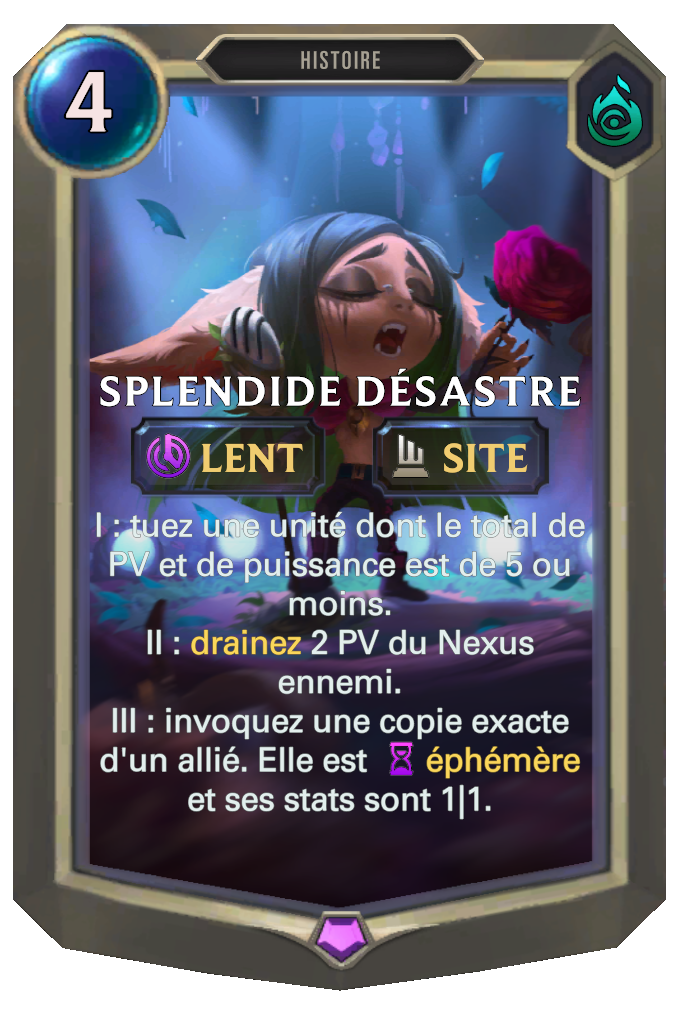 HISTOIRE
4
SPLENDIDE DÉSASTRE
LENT SITE
I : tuez une unité dont le total de
PV et de puissance est de 5 ou
moins.
II : drainez 2 PV du Nexus
ennemi.
III : invoquez une copie exacte
d'un allié. Elle est éphémère
et ses stats sont 1|1.